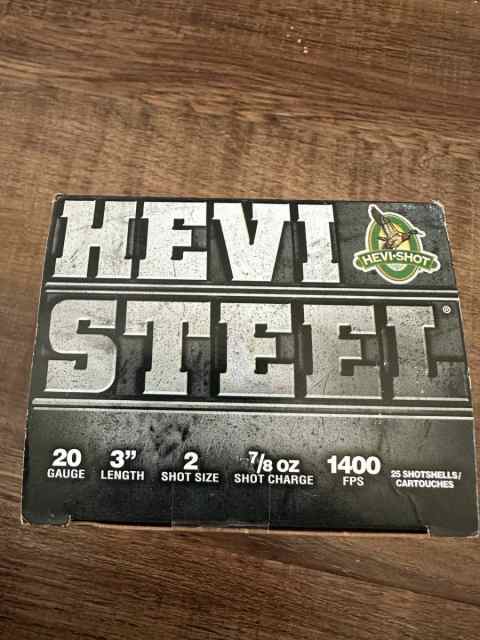 HEVI
HEVI-SHOT
STEEL®
20 GAUGE
3” LENGTH
2 SHOT SIZE
7/8 OZ SHOT CHARGE
1400 FPS
25 SHOTSHELLS/
CARTOUCHES